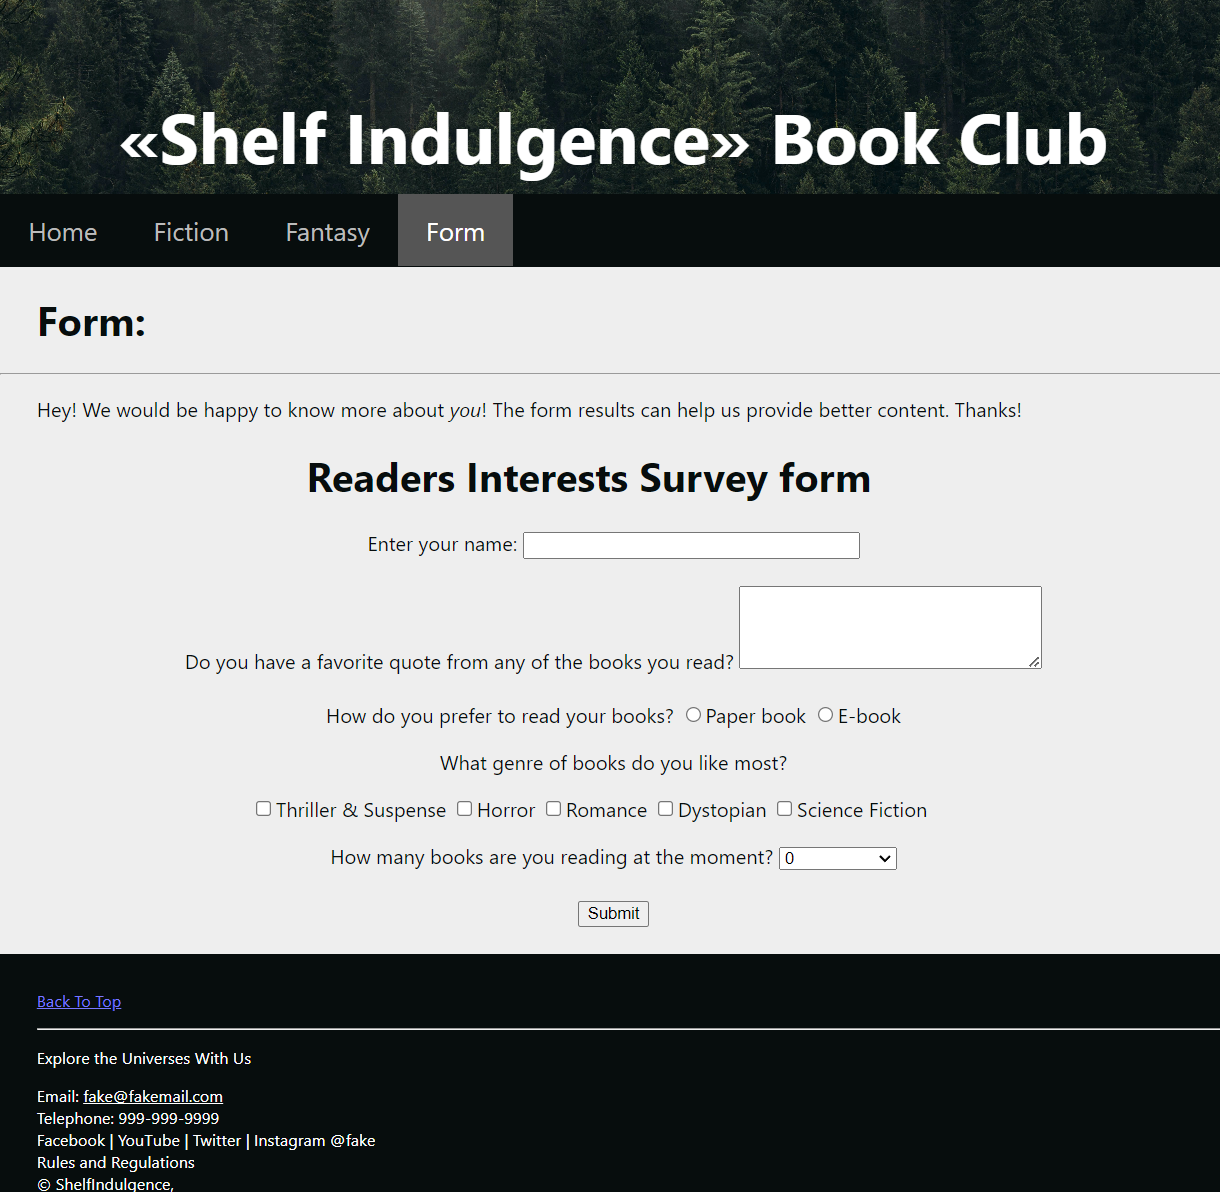 «Shelf Indulgence» Book Club
Home Fiction Fantasy Form
Form:
Hey! We would be happy to know more about you! The form results can help us provide better content. Thanks!
Readers Interests Survey form
Enter your name:
Do you have a favorite quote from any of the books you read?
How do you prefer to read your books? Paper book E-book
What genre of books do you like most?
Thriller & Suspense Horror Romance Dystopian Science Fiction
How many books are you reading at the moment? 0
Submit
Back To Top
Explore the Universes With Us
Email: fake@fakemail.com
Telephone: 999-999-9999
Facebook | YouTube | Twitter | Instagram @fake
Rules and Regulations
© ShelfIndulgence,